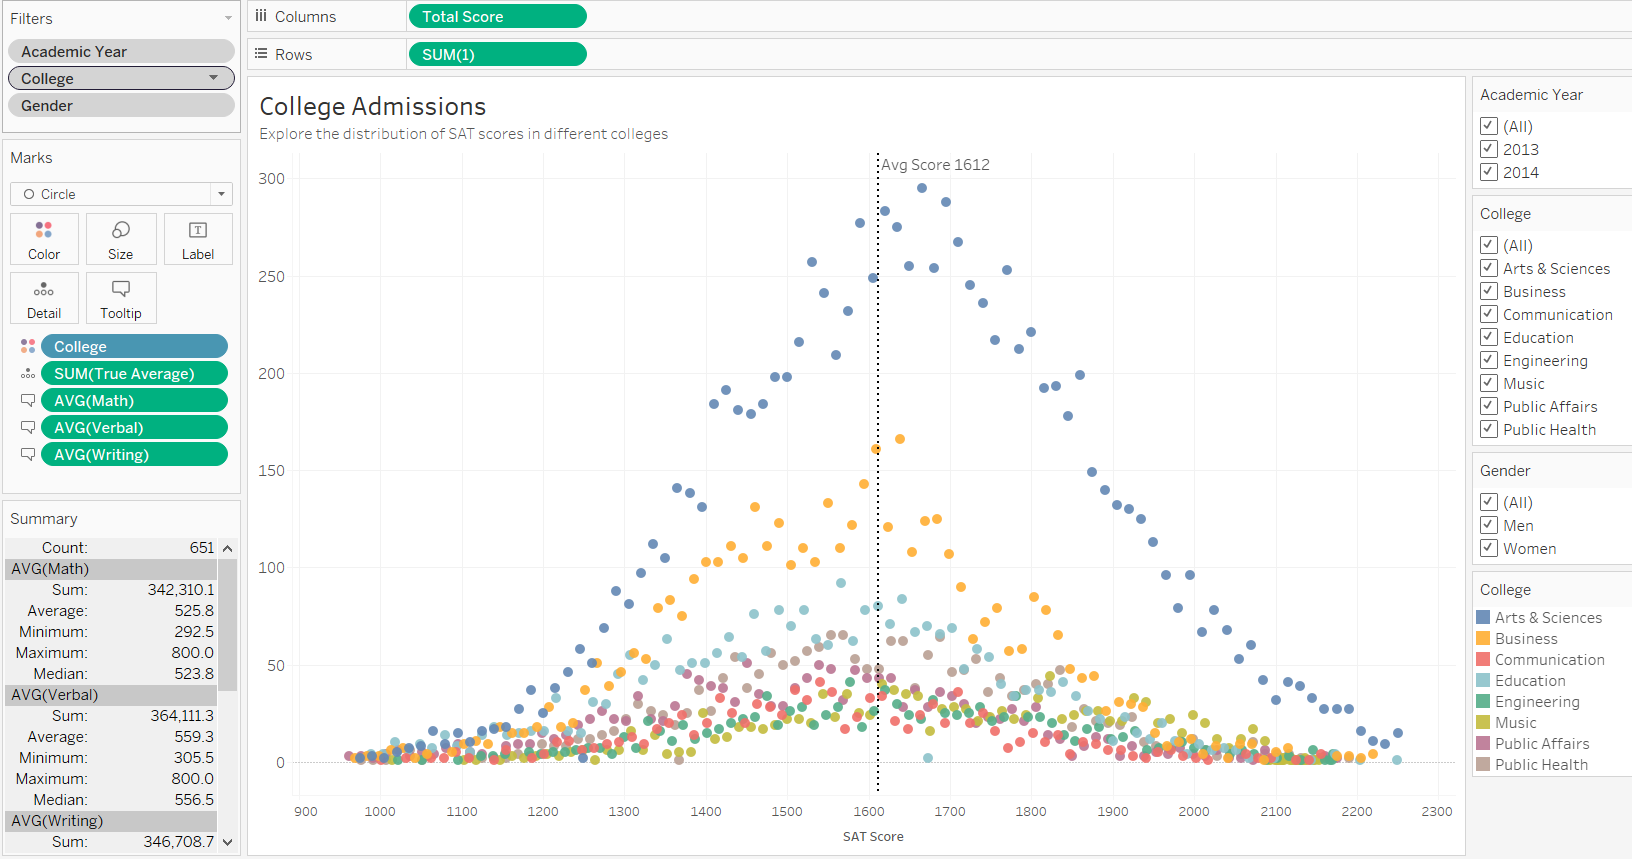 Filters
Academic Year
College
Gender
Marks
Circle
Color Size Label
Detail Tooltip
College
SUM(True Average)
AVG(Math)
AVG(Verbal)
AVG(Writing)
Summary
Count: 651
AVG(Math)
Sum: 342,310.1
Average: 525.8
Minimum: 292.5
Maximum: 800.0
Median: 523.8
AVG(Verbal)
Sum: 364,111.3
Average: 559.3
Minimum: 305.5
Maximum: 800.0
Median: 556.5
AVG(Writing)
Sum: 346,708.7
Columns Total Score
Rows SUM(1)
College Admissions
Explore the distribution of SAT scores in different colleges
Avg Score 1612
300
250
200
150
100
50
0
900 1000 1100 1200 1300 1400 1500 1600 1700 1800 1900 2000 2100 2200 2300
SAT Score
Academic Year
(All)
2013
2014
College
(All)
Arts & Sciences
Business
Communication
Education
Engineering
Music
Public Affairs
Public Health
Gender
(All)
Men
Women
College
Arts & Sciences
Business
Communication
Education
Engineering
Music
Public Affairs
Public Health